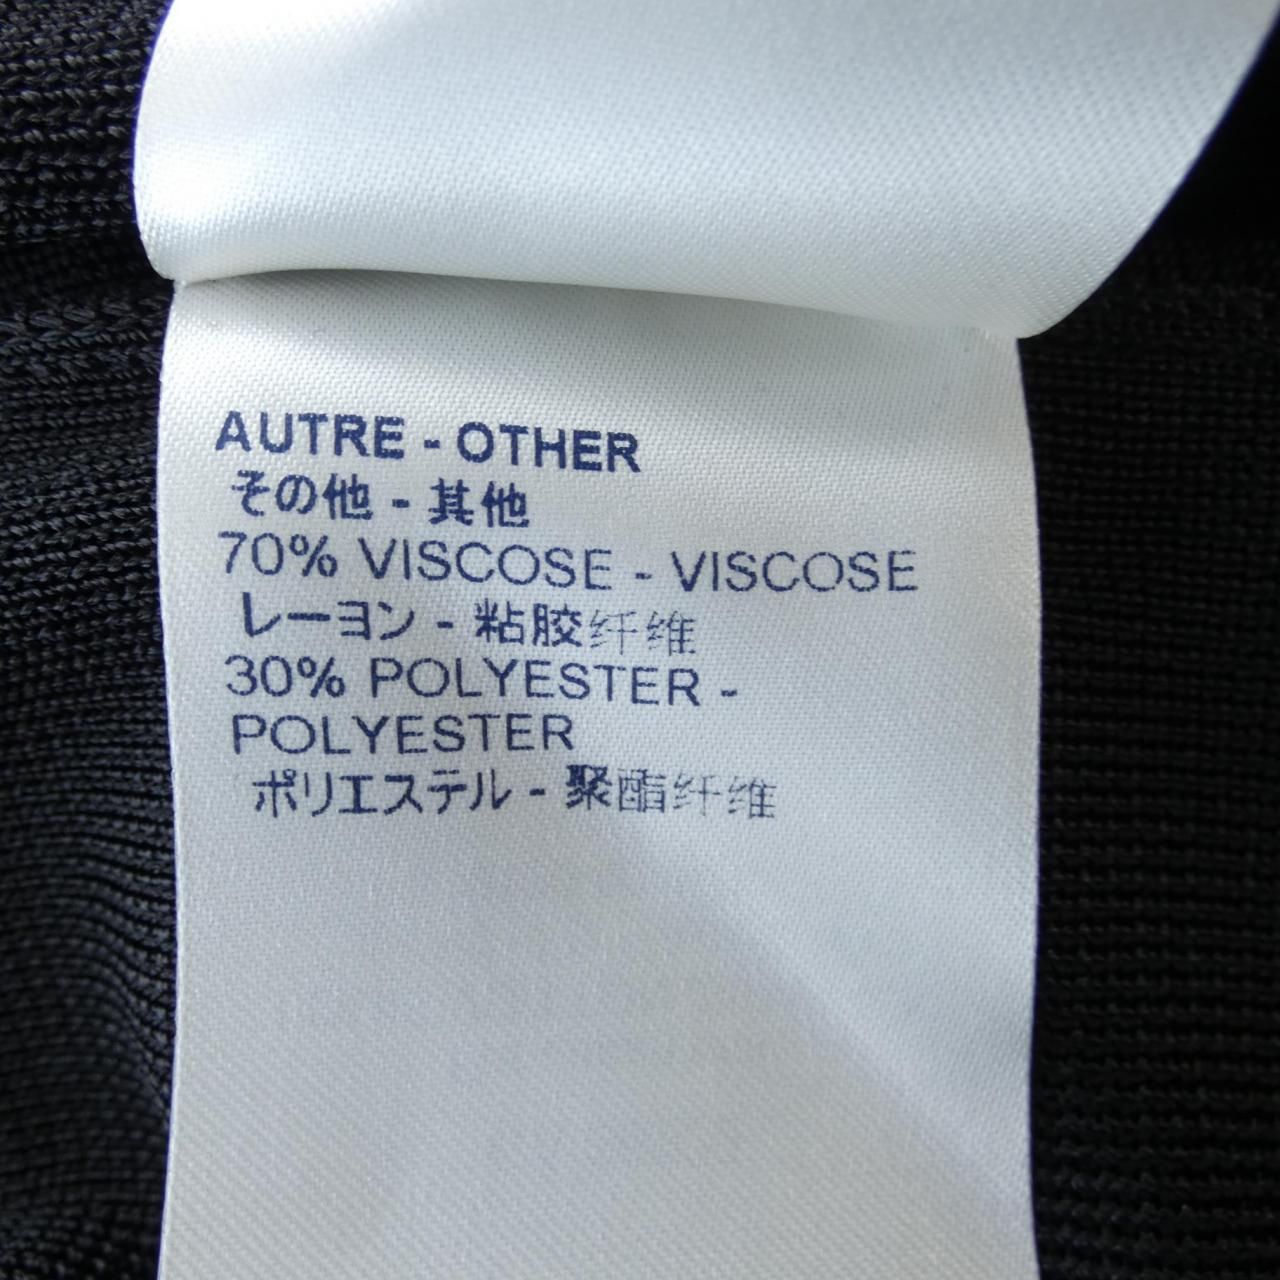 AUTRE - OTHER
その他 - 其他
70% VISCOSE - VISCOSE
レーヨン - 粘胶纤维
30% POLYESTER -
POLYESTER
ポリエステル - 聚酯纤维